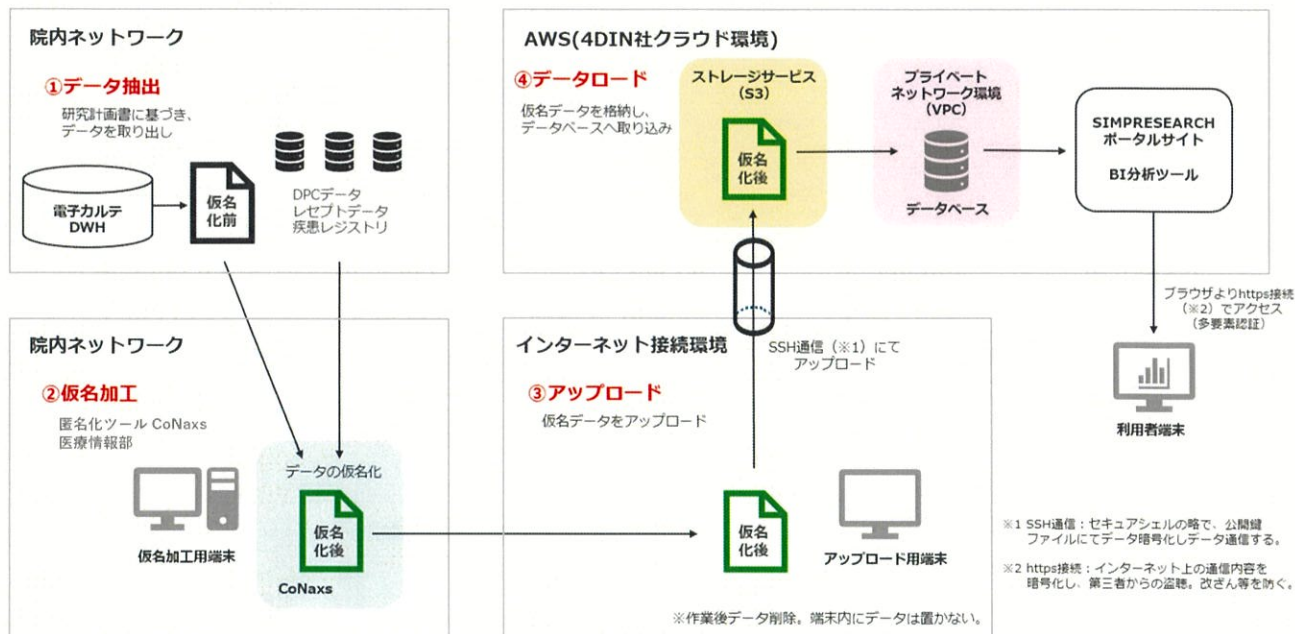 院内ネットワーク
①データ抽出
研究計画書に基づき、
データを取り出し
電子カルテ
DWH
仮名
化前
DPCデータ
レセプトデータ
疾患レジストリ
AWS(4DIN社クラウド環境)
④データロード
仮名データを格納し、
データベースへ取り込み
ストレージサービス
（S3）
仮名
化後
プライベート
ネットワーク環境
（VPC）
データベース
SIMPRESEARCH
ポータルサイト
BI分析ツール
ブラウザよりhttps接続
（※2）でアクセス
（多要素認証）
利用者端末
院内ネットワーク
②仮名加工
匿名化ツール CoNaxs
医療情報部
仮名加工用端末
データの仮名化
仮名
化後
CoNaxs
インターネット接続環境
③アップロード
仮名データをアップロード
SSH通信（※1）にて
アップロード
仮名
化後
アップロード用端末
※作業後データ削除。端末内にデータは置かない。
※1 SSH通信：セキュアシェルの略で、公開鍵
ファイルにてデータ暗号化しデータ通信する。
※2 https接続：インターネット上の通信内容を
暗号化し、第三者からの盗聴。改ざん等を防ぐ。